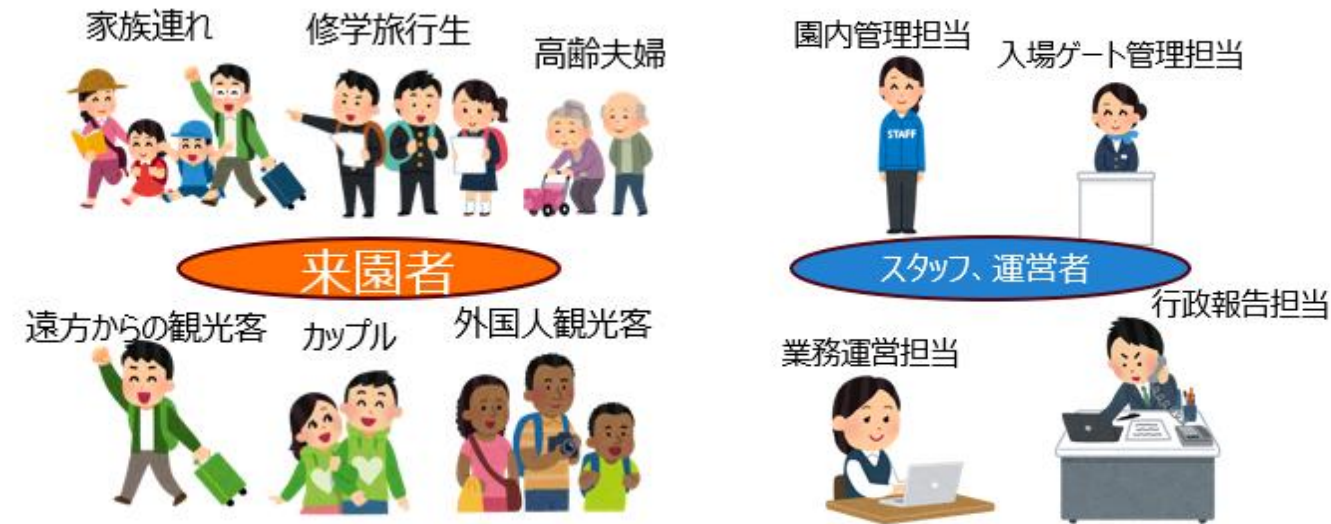 家族連れ
修学旅行生
高齢夫婦
来園者
遠方からの観光客
カップル
外国人観光客
園内管理担当
入場ゲート管理担当
STAFF
スタッフ、運営者
業務運営担当
行政報告担当